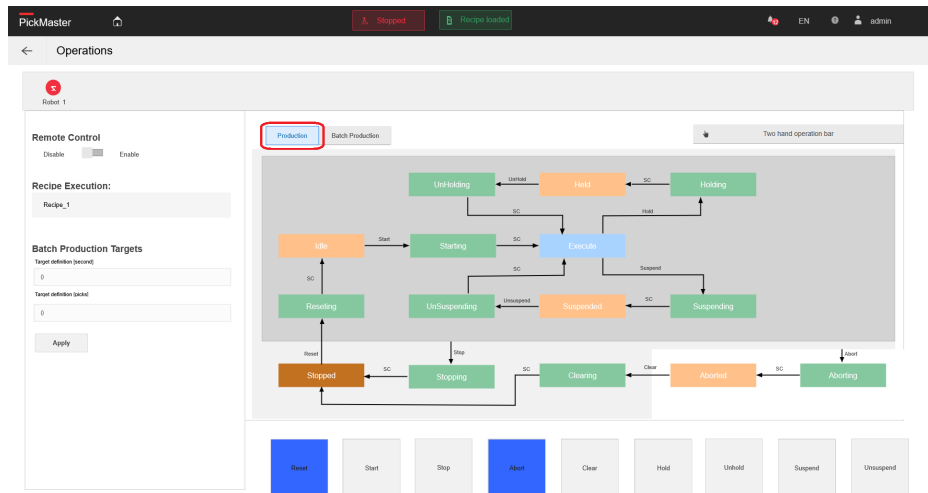 PickMaster
Stopped
Recipe loaded
EN
admin
Operations
Robot 1
Remote Control
Disable Enable
Recipe Execution:
Recipe_1
Batch Production Targets
Target definition [second]
0
Target definition [picks]
0
Apply
Production Batch Production
Two hand operation bar
UnHolding UnHold Held SC Holding
SC Hold
Idle Start Starting SC Execute
SC SC Suspend
Reseting UnSuspending Unsuspend Suspended SC Suspending
Reset Stop Abort
Stopped SC Stopping SC Clearing Clear Aborted SC Aborting
Reset Start Stop Abort Clear Hold Unhold Suspend Unsuspend